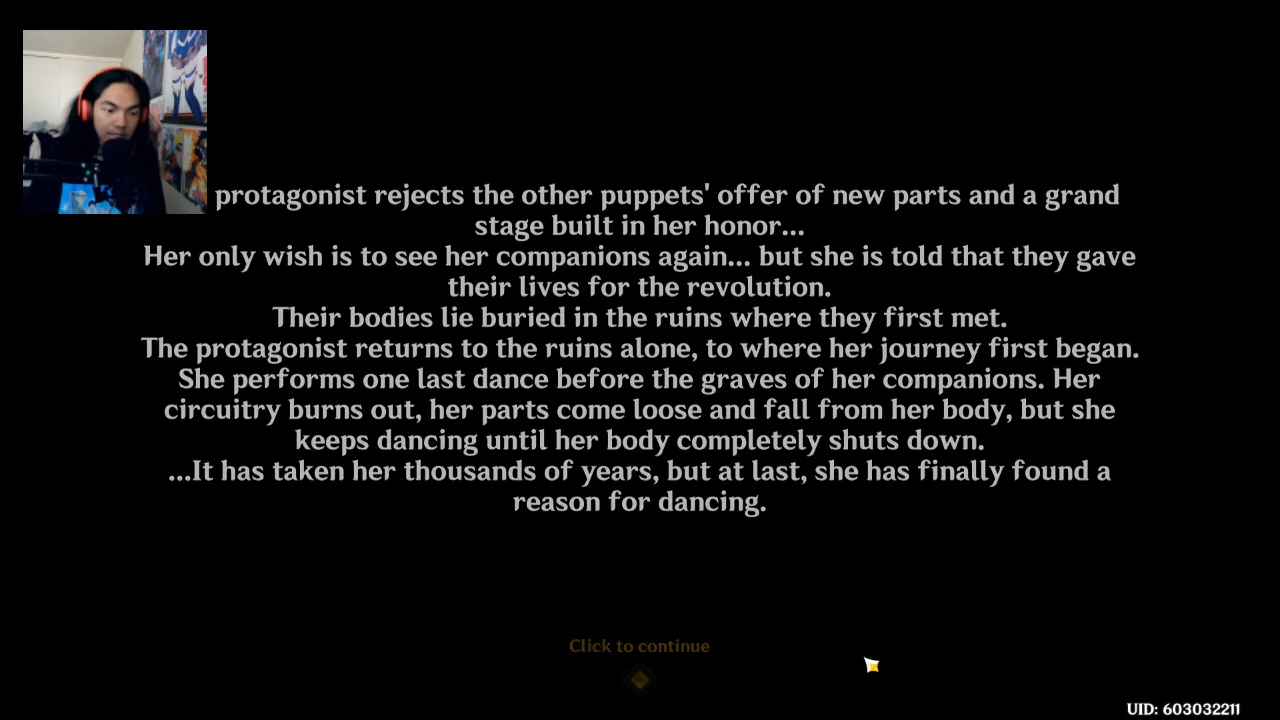 protagonist rejects the other puppets' offer of new parts and a grand
stage built in her honor...
Her only wish is to see her companions again... but she is told that they gave
their lives for the revolution.
Their bodies lie buried in the ruins where they first met.
The protagonist returns to the ruins alone, to where her journey first began.
She performs one last dance before the graves of her companions. Her
circuitry burns out, her parts come loose and fall from her body, but she
keeps dancing until her body completely shuts down.
...It has taken her thousands of years, but at last, she has finally found a
reason for dancing.
Click to continue
UID: 603032211